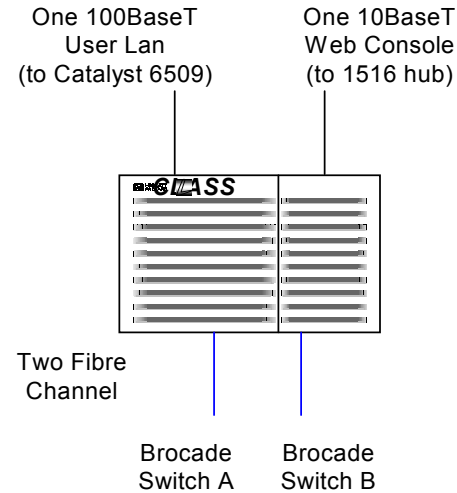 One 100BaseT
User Lan
(to Catalyst 6509)
One 10BaseT
Web Console
(to 1516 hub)
CLASS
Two Fibre
Channel
Brocade
Switch A
Brocade
Switch B